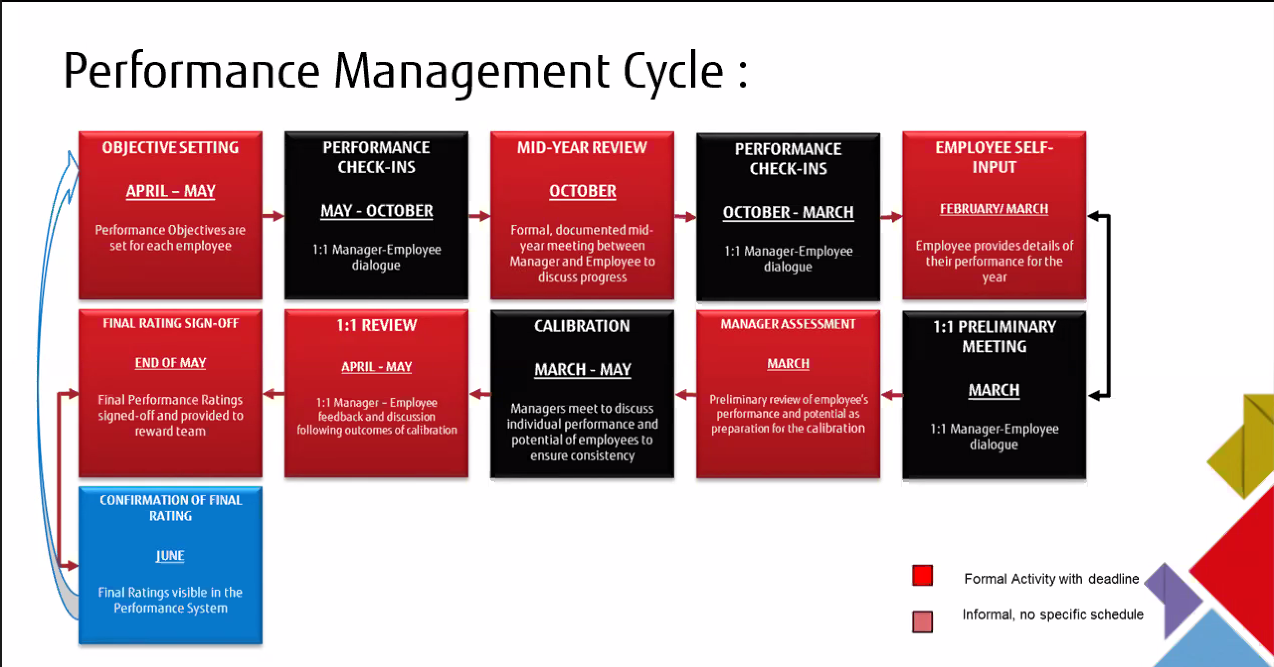 Performance Management Cycle :
OBJECTIVE SETTING
APRIL – MAY
Performance Objectives are
set for each employee
PERFORMANCE
CHECK-INS
MAY - OCTOBER
1:1 Manager-Employee
dialogue
MID-YEAR REVIEW
OCTOBER
Formal, documented mid-
year meeting between
Manager and Employee to
discuss progress
PERFORMANCE
CHECK-INS
OCTOBER - MARCH
1:1 Manager-Employee
dialogue
EMPLOYEE SELF-
INPUT
FEBRUARY/ MARCH
Employee provides details of
their performance for the
year
FINAL RATING SIGN-OFF
END OF MAY
Final Performance Ratings
signed-off and provided to
reward team
1:1 REVIEW
APRIL - MAY
1:1 Manager – Employee
feedback and discussion
following outcomes of calibration
CALIBRATION
MARCH - MAY
Managers meet to discuss
individual performance and
potential of employees to
ensure consistency
MANAGER ASSESSMENT
MARCH
Preliminary review of employee's
performance and potential as
preparation for the calibration
1:1 PRELIMINARY
MEETING
MARCH
1:1 Manager-Employee
dialogue
CONFIRMATION OF FINAL
RATING
JUNE
Final Ratings visible in the
Performance System
Formal Activity with deadline
Informal, no specific schedule